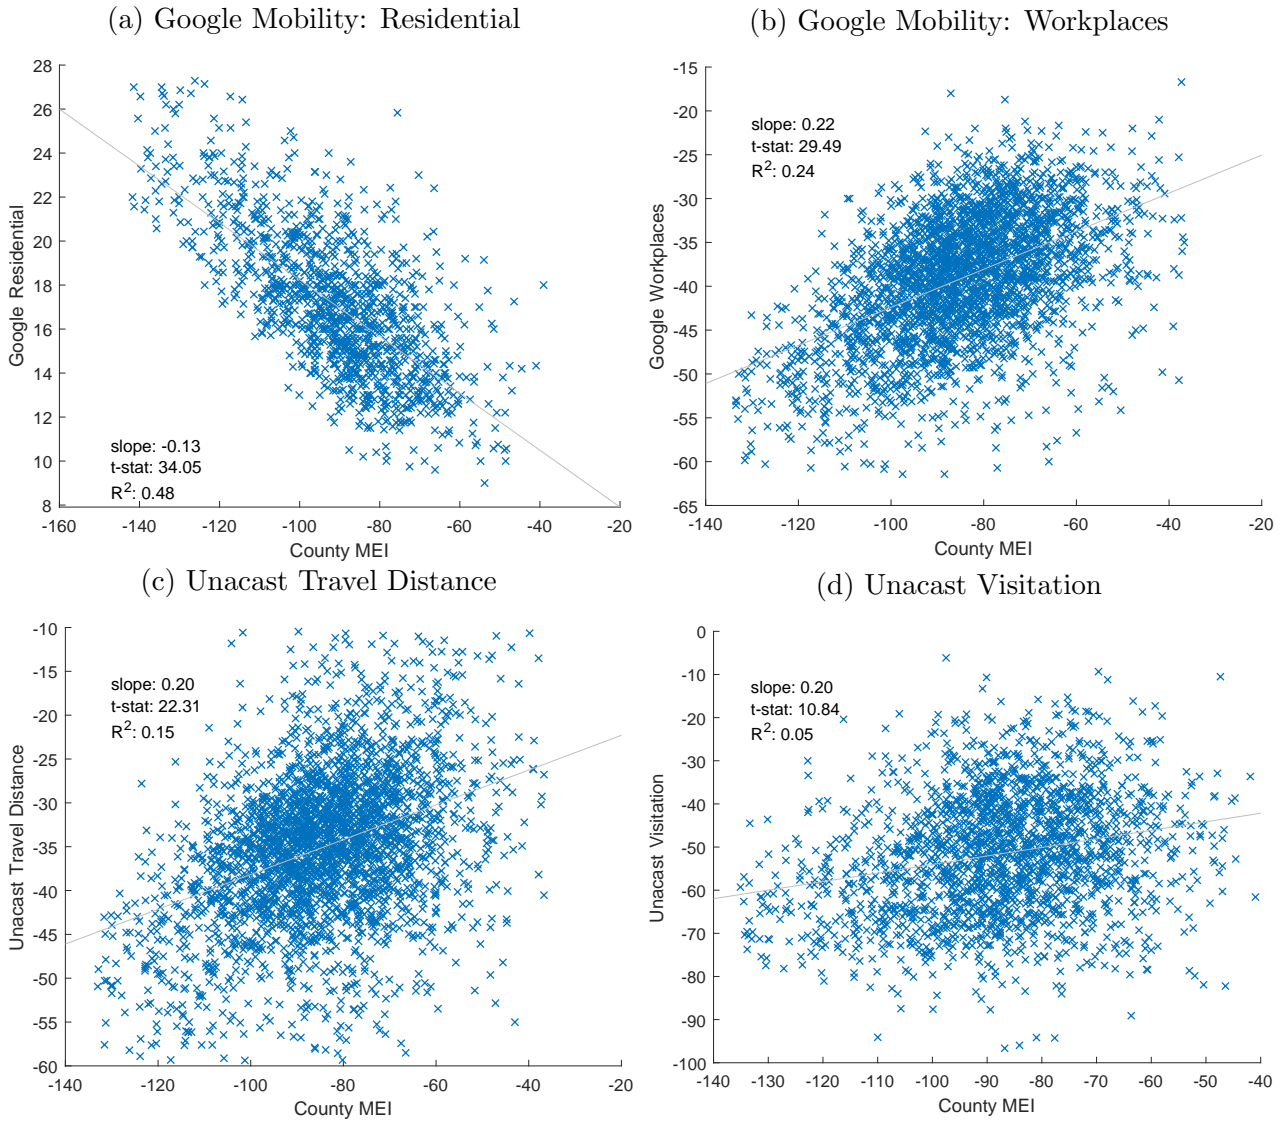 (a) Google Mobility: Residential
28
26
24
22
20
18
16
14
12
10
8
Google Residential
slope: -0.13
t-stat: 34.05
R²: 0.48
-160 -140 -120 -100 -80 -60 -40 -20
County MEI
(b) Google Mobility: Workplaces
-15
-20
-25
-30
-35
-40
-45
-50
-55
-60
-65
Google Workplaces
slope: 0.22
t-stat: 29.49
R²: 0.24
-140 -120 -100 -80 -60 -40 -20
County MEI
(c) Unacast Travel Distance
-10
-15
-20
-25
-30
-35
-40
-45
-50
-55
-60
Unacast Travel Distance
slope: 0.20
t-stat: 22.31
R²: 0.15
-140 -120 -100 -80 -60 -40 -20
County MEI
(d) Unacast Visitation
0
-10
-20
-30
-40
-50
-60
-70
-80
-90
-100
Unacast Visitation
slope: 0.20
t-stat: 10.84
R²: 0.05
-140 -130 -120 -110 -100 -90 -80 -70 -60 -50 -40
County MEI